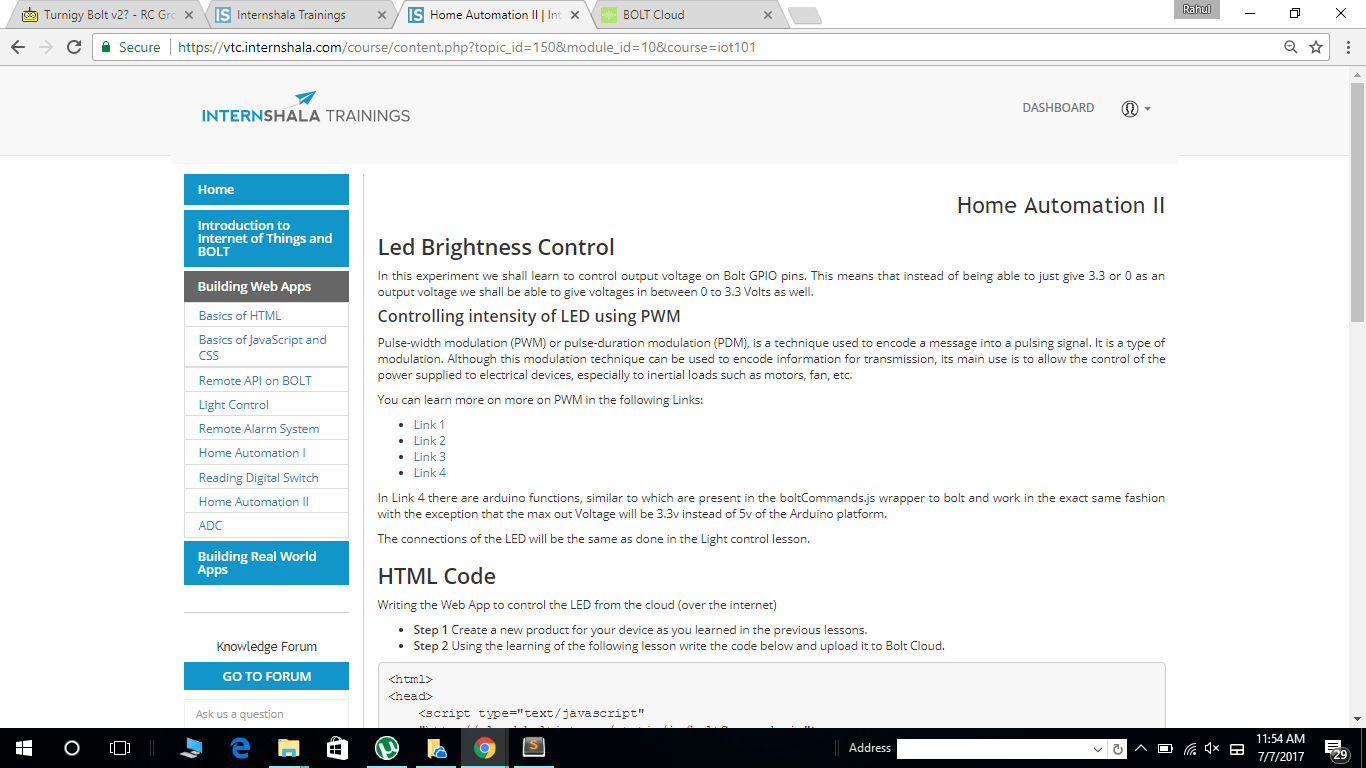 Turnigy Bolt v2? - RC Gro
Internshala Trainings
Home Automation II | Int
BOLT Cloud
Rahul
Secure https://vtc.internshala.com/course/content.php?topic_id=150&module_id=10&course=iot101
INTERNSHALA TRAININGS
DASHBOARD
Home
Introduction to
Internet of Things and
BOLT
Building Web Apps
Basics of HTML
Basics of JavaScript and
CSS
Remote API on BOLT
Light Control
Remote Alarm System
Home Automation I
Reading Digital Switch
Home Automation II
ADC
Building Real World
Apps
Knowledge Forum
GO TO FORUM
Ask us a question
Home Automation II
Led Brightness Control
In this experiment we shall learn to control output voltage on Bolt GPIO pins. This means that instead of being able to just give 3.3 or 0 as an
output voltage we shall be able to give voltages in between 0 to 3.3 Volts as well.
Controlling intensity of LED using PWM
Pulse-width modulation (PWM) or pulse-duration modulation (PDM), is a technique used to encode a message into a pulsing signal. It is a type of
modulation. Although this modulation technique can be used to encode information for transmission, its main use is to allow the control of the
power supplied to electrical devices, especially to inertial loads such as motors, fan, etc.
You can learn more on more on PWM in the following Links:
• Link 1
• Link 2
• Link 3
• Link 4
In Link 4 there are arduino functions, similar to which are present in the boltCommands.js wrapper to bolt and work in the exact same fashion
with the exception that the max out Voltage will be 3.3v instead of 5v of the Arduino platform.
The connections of the LED will be the same as done in the Light control lesson.
HTML Code
Writing the Web App to control the LED from the cloud (over the internet)
• Step 1 Create a new product for your device as you learned in the previous lessons.
• Step 2 Using the learning of the following lesson write the code below and upload it to Bolt Cloud.
<html>
<head>
<script type="text/javascript"
Address
11:54 AM
7/7/2017
29